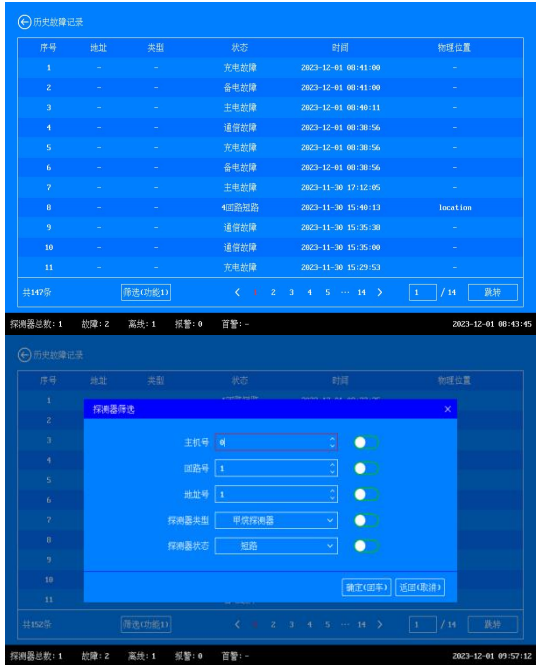 历史故障记录
序号 地址 类型 状态 时间 物理位置
1 - - 充电故障 2023-12-01 08:41:00 -
2 - - 备电故障 2023-12-01 08:41:00 -
3 - - 主电故障 2023-12-01 08:40:11 -
4 - - 通信故障 2023-12-01 08:38:56 -
5 - - 充电故障 2023-12-01 08:38:56 -
6 - - 备电故障 2023-12-01 08:38:56 -
7 - - 主电故障 2023-11-30 17:12:05 -
8 - - 4回路短路 2023-11-30 15:40:13 location
9 - - 通信故障 2023-11-30 15:35:38 -
10 - - 通信故障 2023-11-30 15:35:00 -
11 - - 充电故障 2023-11-30 15:29:53 -
共147条 筛选(功能1) < 1 2 3 4 5 ··· 14 > 1 / 14 跳转
探测器总数: 1 故障: 2 离线: 1 报警: 0 首警: - 2023-12-01 08:43:45
历史故障记录
序号 地址 类型 状态 时间 物理位置
1
探测器筛选 ×
2
3
主机号 0
4
回路号 1
5
地址号 1
6
7
探测器类型 甲烷探测器
8
探测器状态 短路
9
10
确定(回车) 返回(取消)
11
共152条 筛选(功能1) < 1 2 3 4 5 ··· 14 > 1 / 14 跳转
探测器总数: 1 故障: 2 离线: 1 报警: 0 首警: - 2023-12-01 09:57:12